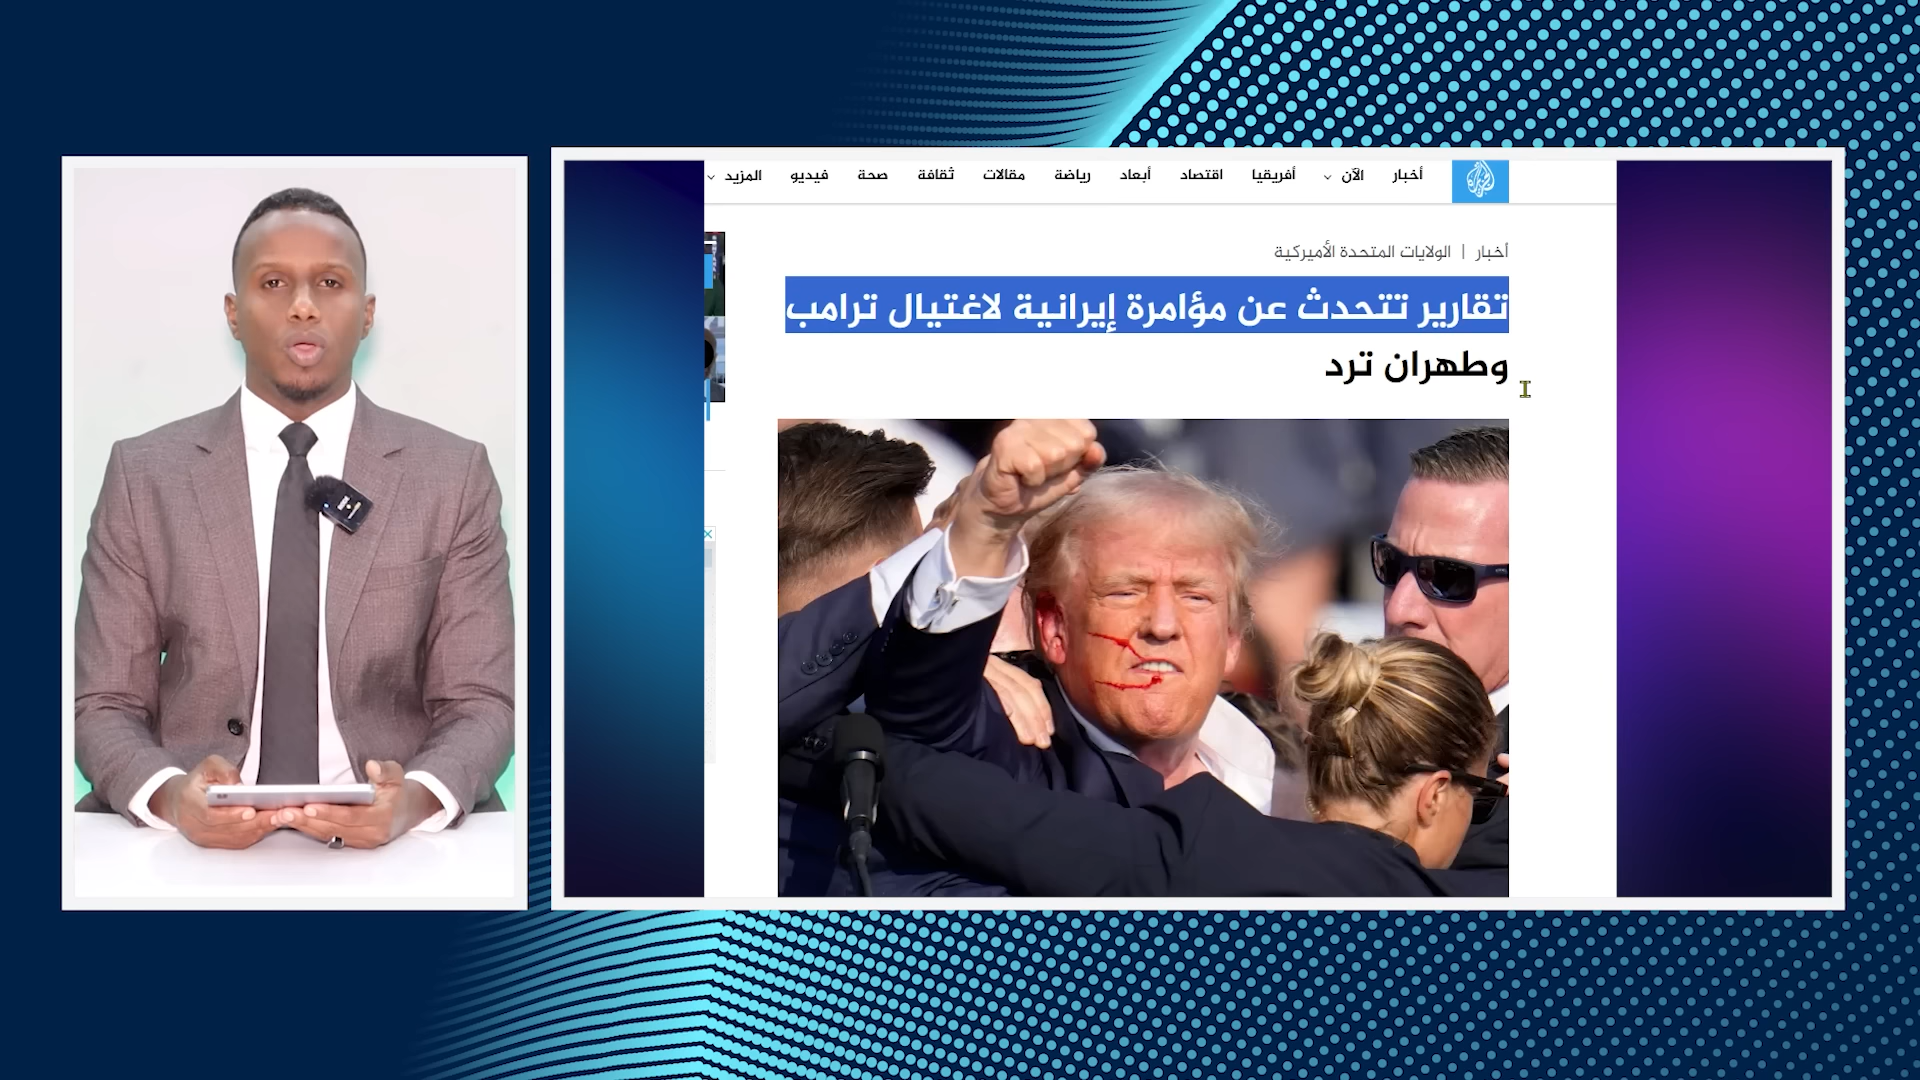 أخبار الآن أفريقيا اقتصاد أبعاد رياضة مقالات ثقافة صحة فيديو المزيد
أخبار | الولايات المتحدة الأميركية
تقارير تتحدث عن مؤامرة إيرانية لاغتيال ترامب
وطهران ترد